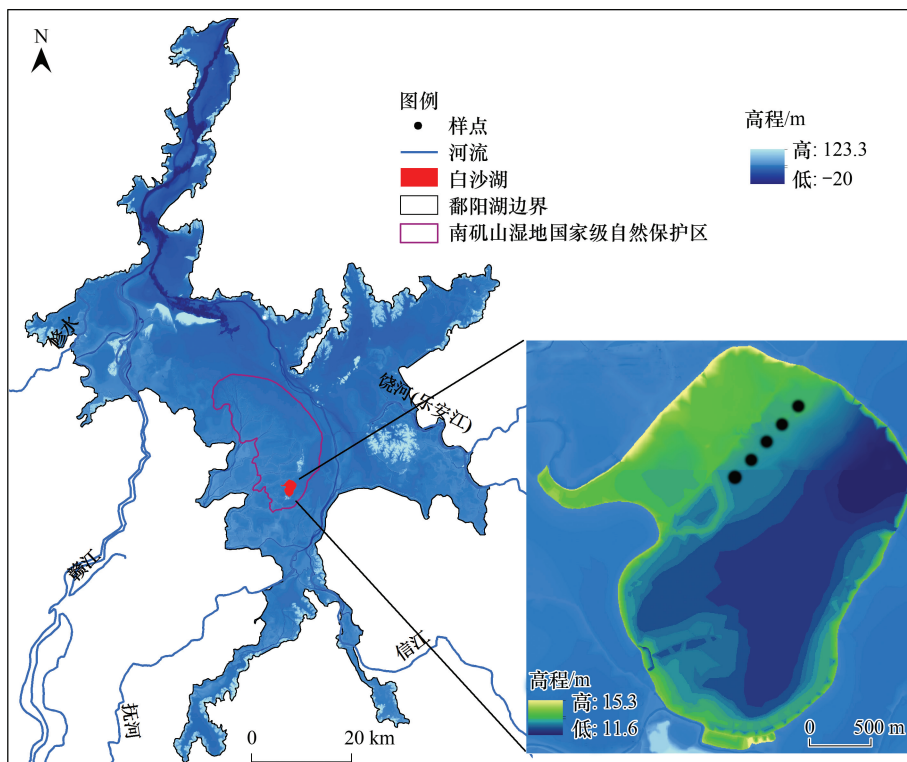 N
图例
样点
河流
白沙湖
鄱阳湖边界
南矶山湿地国家级自然保护区
高程/m
高: 123.3
低: -20
修水
饶河(乐安江)
赣江
信江
抚河
0 20 km
高程/m
高: 15.3
低: 11.6
0 500 m